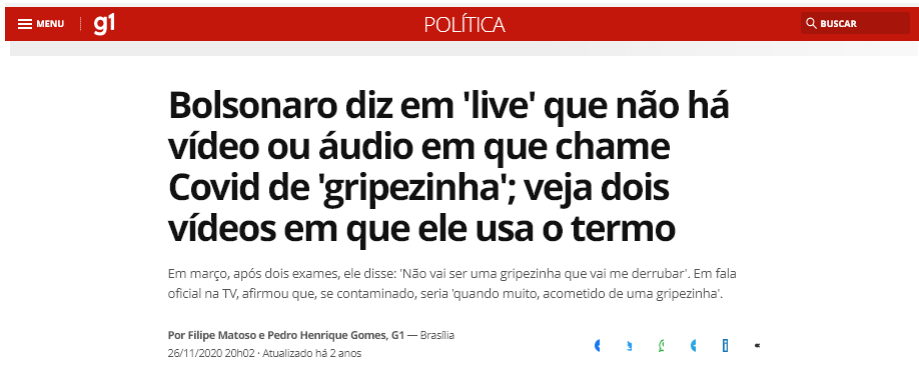 MENU g1 POLÍTICA BUSCAR
Bolsonaro diz em 'live' que não há
vídeo ou áudio em que chame
Covid de 'gripezinha'; veja dois
vídeos em que ele usa o termo
Em março, após dois exames, ele disse: 'Não vai ser uma gripezinha que vai me derrubar'. Em fala
oficial na TV, afirmou que, se contaminado, seria 'quando muito, acometido de uma gripezinha'.
Por Filipe Matoso e Pedro Henrique Gomes, G1 — Brasília
26/11/2020 20h02 · Atualizado há 2 anos